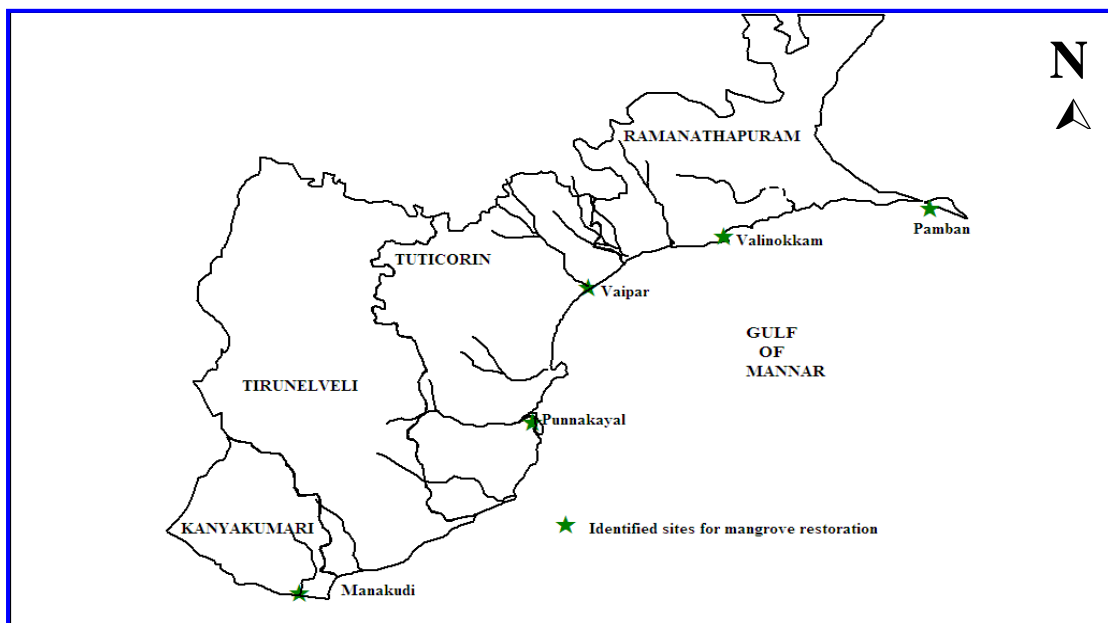 N
RAMANATHAPURAM
Pamban
Valinokkam
TUTICORIN
Vaipar
GULF
OF
MANNAR
TIRUNELVELI
Punnakayal
KANYAKUMARI
Identified sites for mangrove restoration
Manakudi